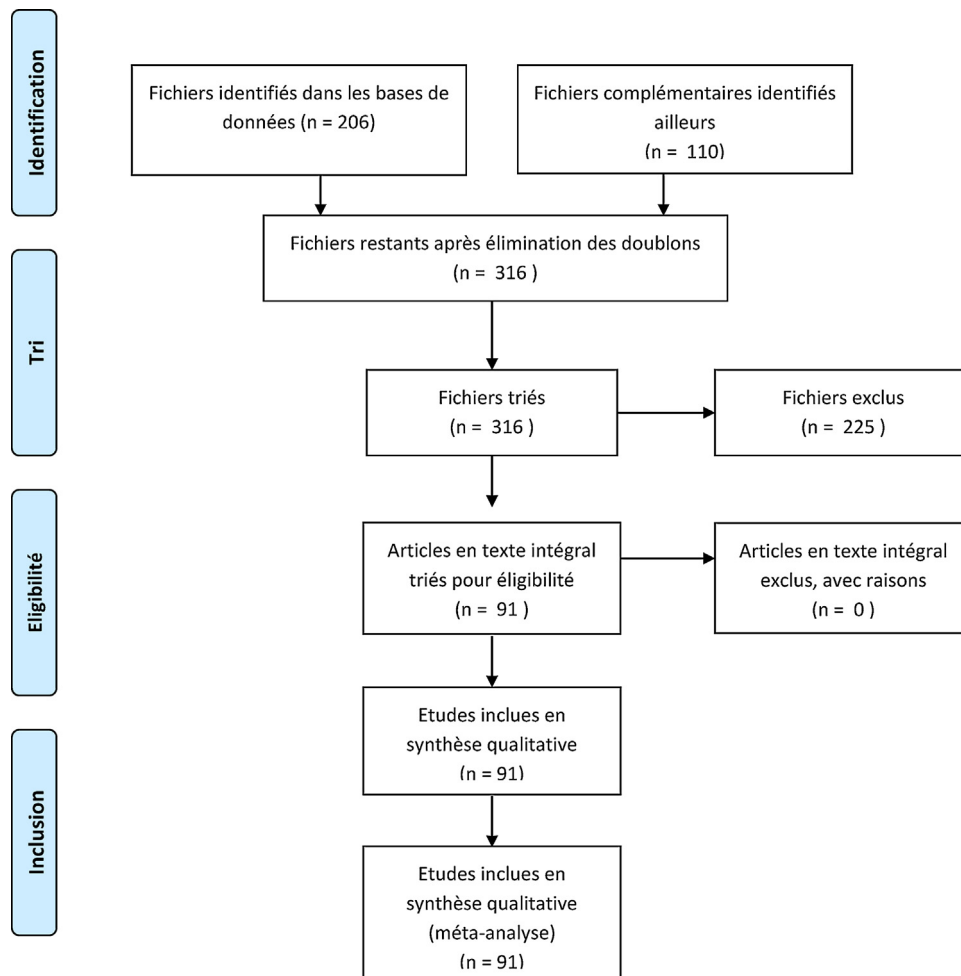 Identification
Fichiers identifiés dans les bases de
données (n = 206)
Fichiers complémentaires identifiés
ailleurs
(n = 110)
Fichiers restants après élimination des doublons
(n = 316 )
Tri
Fichiers triés
(n = 316 )
Fichiers exclus
(n = 225 )
Eligibilité
Articles en texte intégral
triés pour éligibilité
(n = 91 )
Articles en texte intégral
exclus, avec raisons
(n = 0 )
Inclusion
Etudes inclues en
synthèse qualitative
(n = 91)
Etudes inclues en
synthèse qualitative
(méta-analyse)
(n = 91)